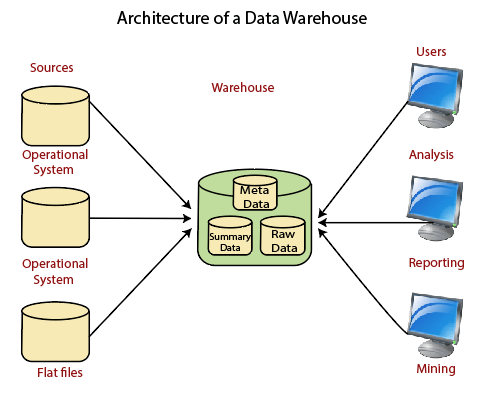 Architecture of a Data Warehouse
Sources
Warehouse
Users
Operational
System
Operational
System
Flat files
Meta
Data
Summary
Data
Raw
Data
Analysis
Reporting
Mining